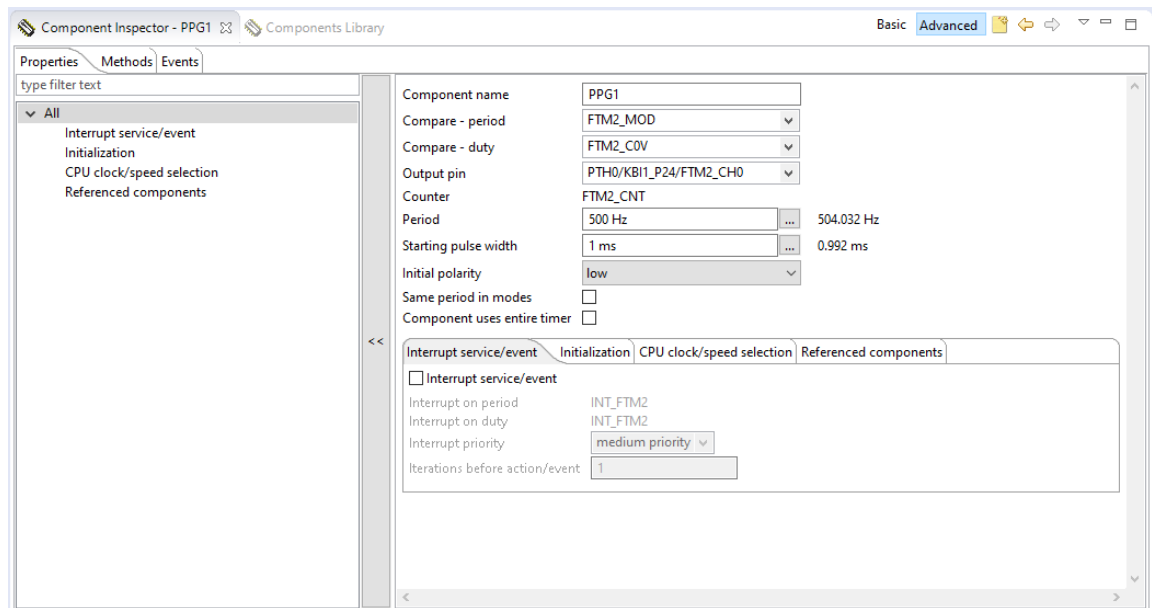 Component Inspector - PPG1 Components Library Basic Advanced
Properties Methods Events
type filter text
All
Interrupt service/event
Initialization
CPU clock/speed selection
Referenced components
<<
Component name PPG1
Compare - period FTM2_MOD
Compare - duty FTM2_C0V
Output pin PTH0/KBI1_P24/FTM2_CH0
Counter FTM2_CNT
Period 500 Hz ... 504.032 Hz
Starting pulse width 1 ms ... 0.992 ms
Initial polarity low
Same period in modes
Component uses entire timer
Interrupt service/event Initialization CPU clock/speed selection Referenced components
Interrupt service/event
Interrupt on period INT_FTM2
Interrupt on duty INT_FTM2
Interrupt priority medium priority
Iterations before action/event 1